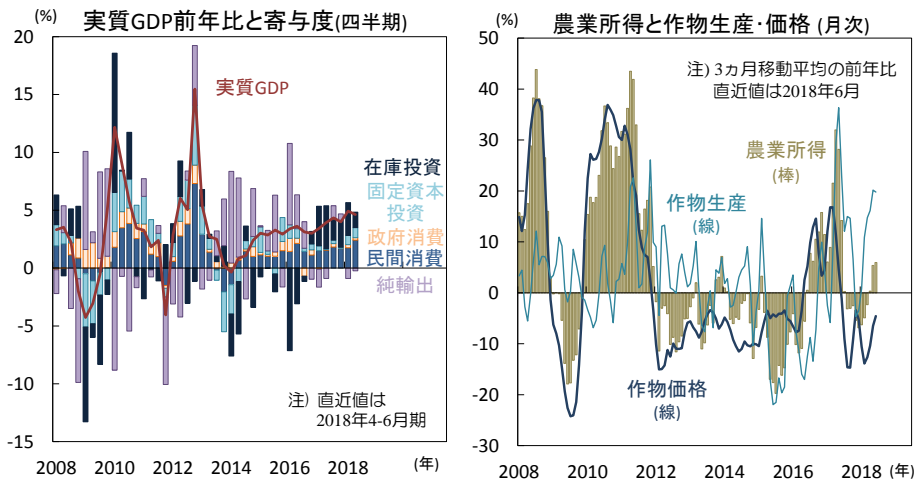 実質GDP前年比と寄与度(四半期)
(%)
20
15
10
5
0
-5
-10
-15
実質GDP
在庫投資
固定資本
投資
政府消費
民間消費
純輸出
注) 直近値は
2018年4-6月期
2008 2010 2012 2014 2016 2018 (年)
農業所得と作物生産・価格 (月次)
(%)
50
40
30
20
10
0
-10
-20
-30
注) 3ヵ月移動平均の前年比
直近値は2018年6月
農業所得
(棒)
作物生産
(線)
作物価格
(線)
2008 2010 2012 2014 2016 2018 (年)